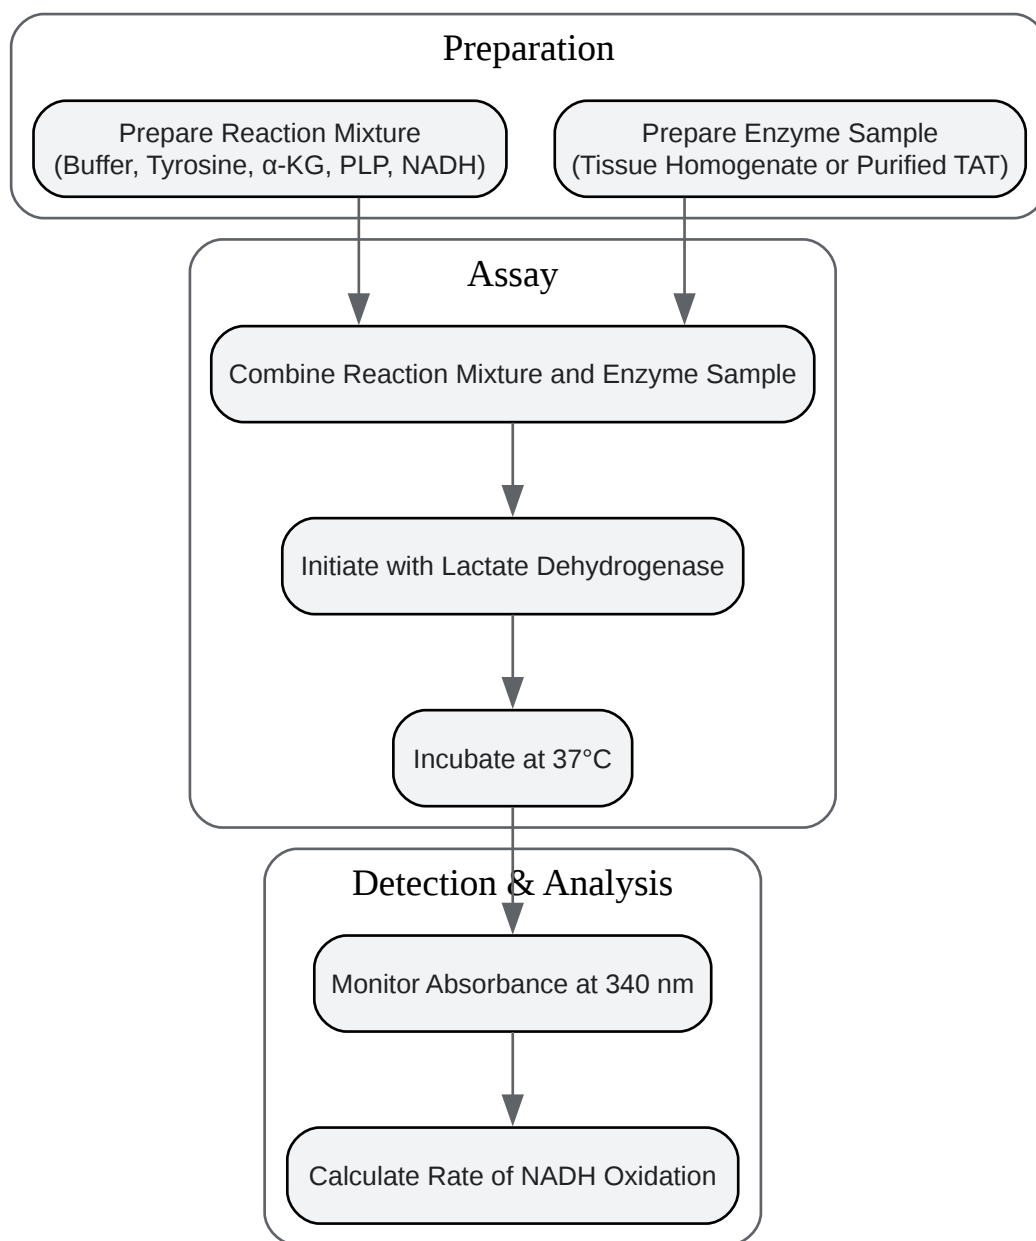 Preparation
Prepare Reaction Mixture
(Buffer, Tyrosine, α-KG, PLP, NADH)
Prepare Enzyme Sample
(Tissue Homogenate or Purified TAT)
Assay
Combine Reaction Mixture and Enzyme Sample
Initiate with Lactate Dehydrogenase
Incubate at 37°C
Detection & Analysis
Monitor Absorbance at 340 nm
Calculate Rate of NADH Oxidation